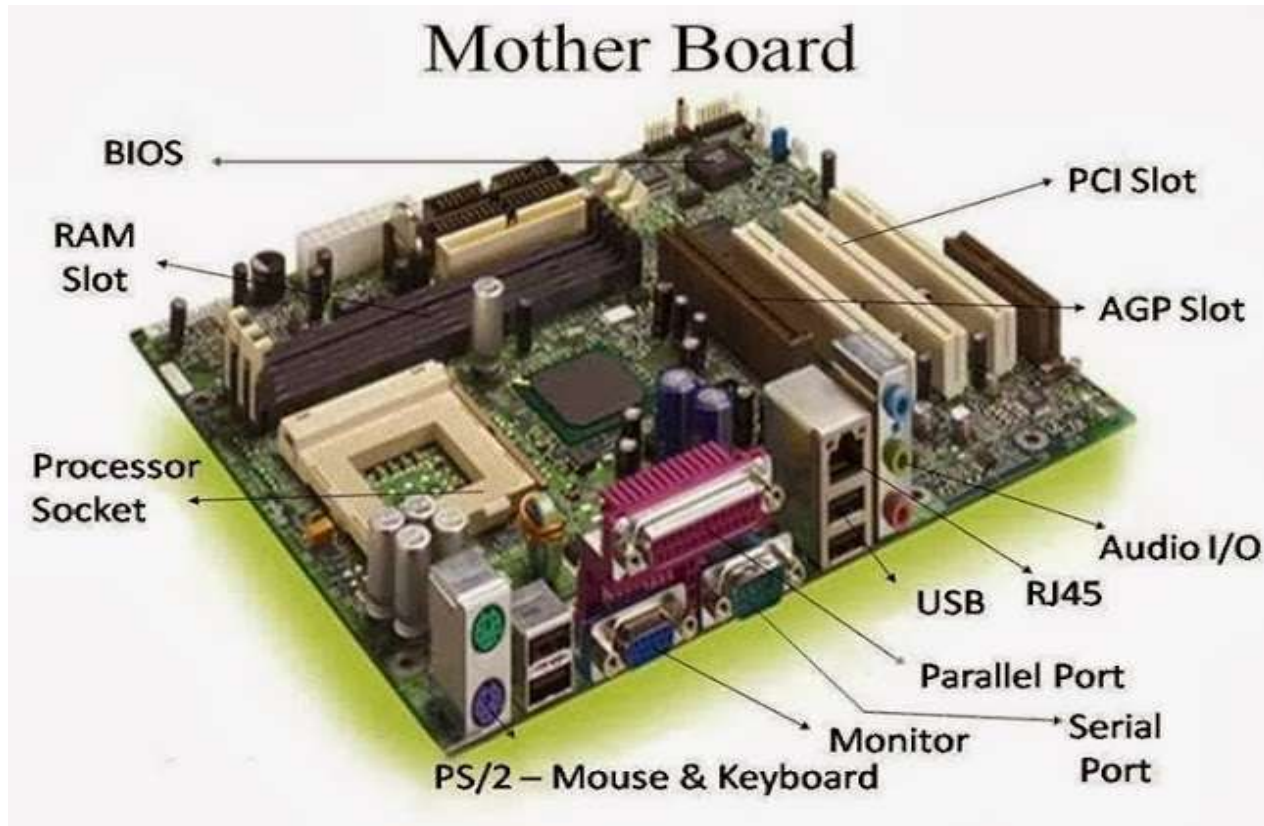 Mother Board
BIOS
PCI Slot
RAM
Slot
AGP Slot
Processor
Socket
Audio I/O
USB
RJ45
Parallel Port
Serial
Port
Monitor
PS/2 – Mouse & Keyboard